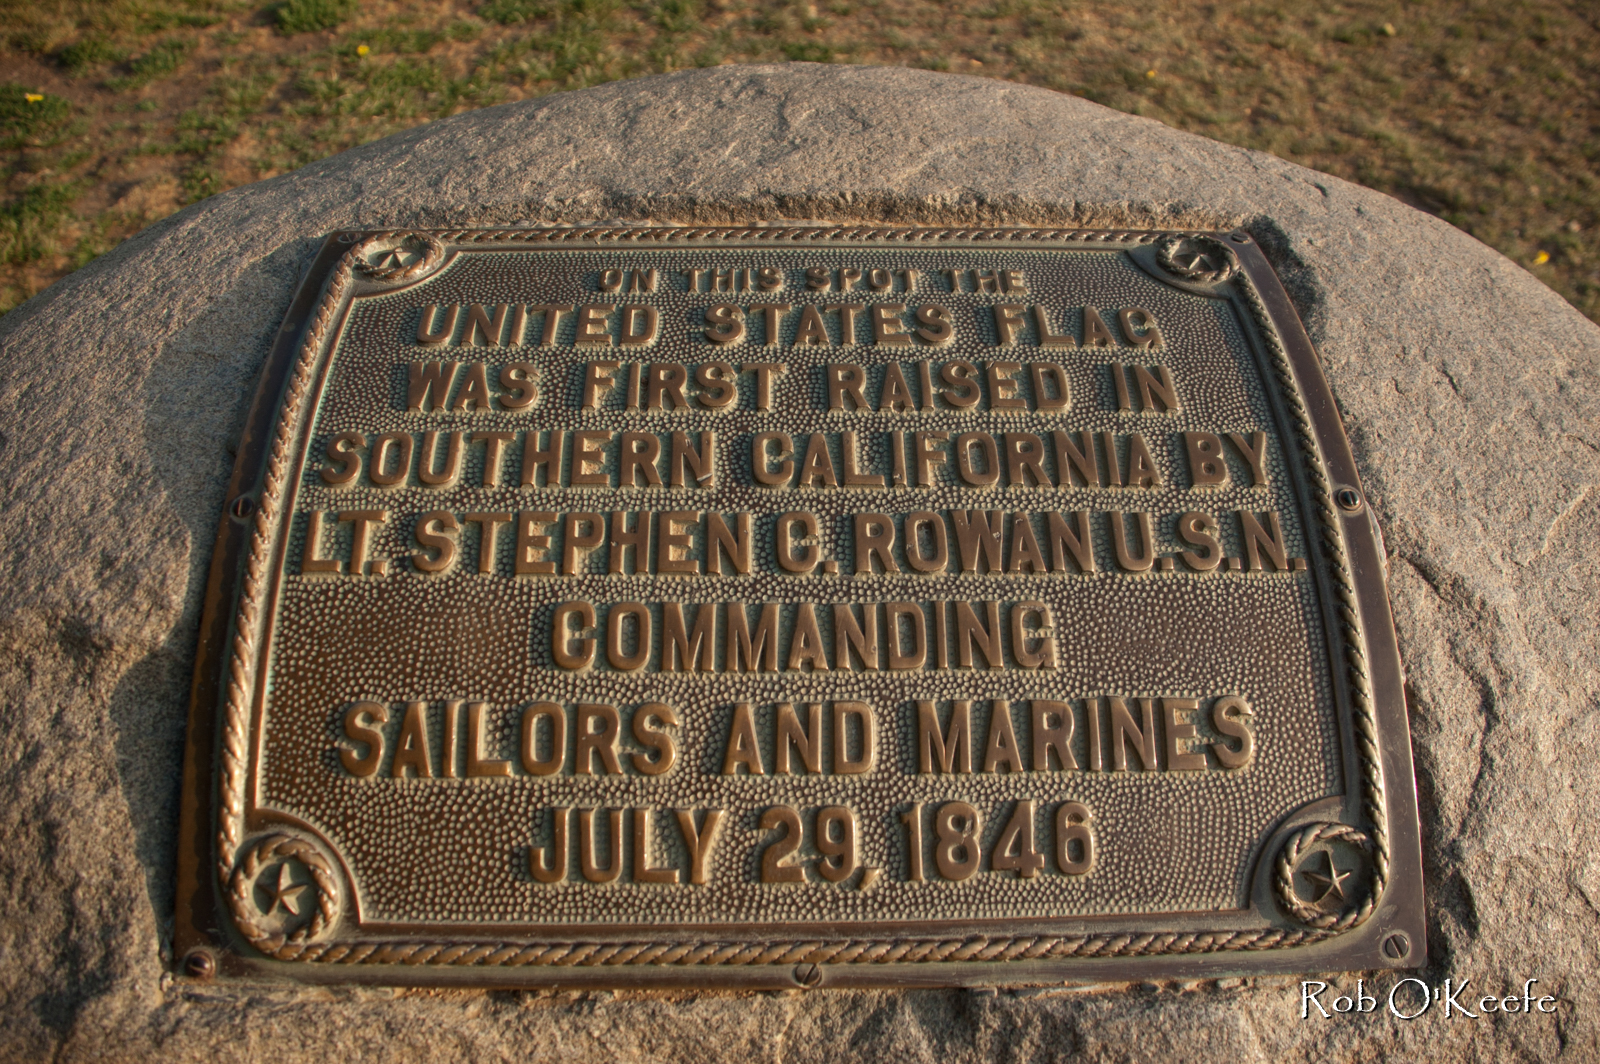 ON THIS SPOT THE
UNITED STATES FLAG
WAS FIRST RAISED IN
SOUTHERN CALIFORNIA BY
LT. STEPHEN C. ROWAN U.S.N.
COMMANDING
SAILORS AND MARINES
JULY 29, 1846
Rob O'Keefe